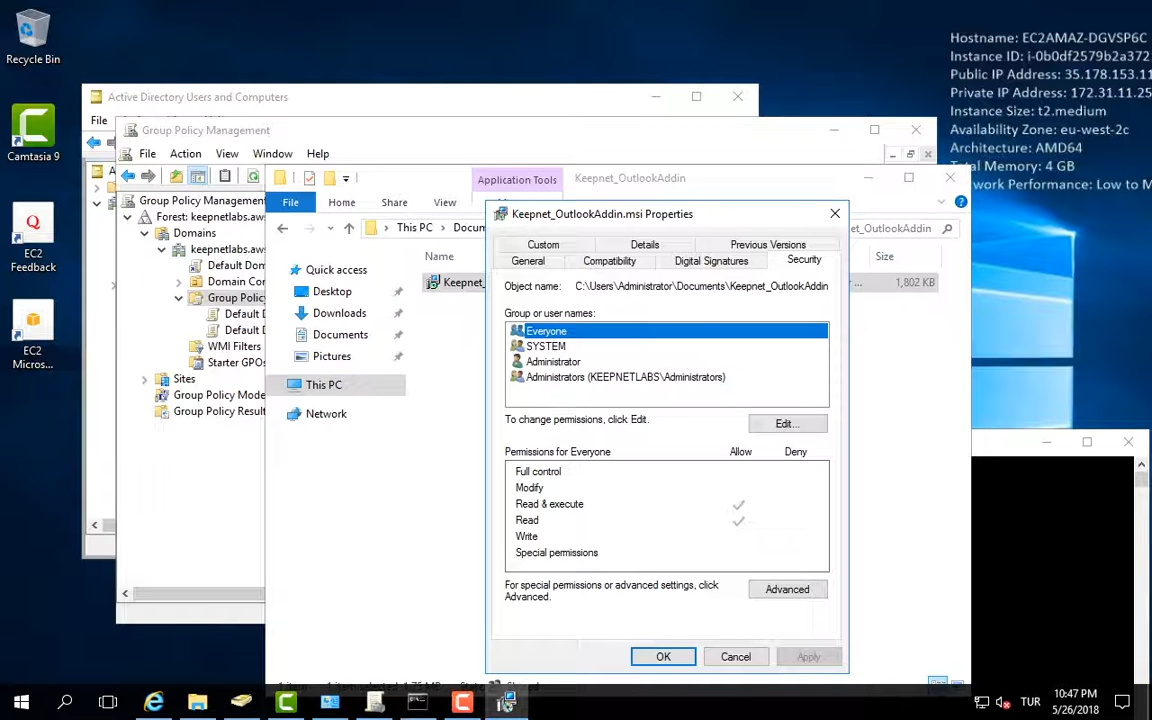 Recycle Bin
Camtasia 9
EC2
Feedback
EC2
Micros...
Hostname: EC2AMAZ-DGVSP6C
Instance ID: i-0b0df2579b2a372
Public IP Address: 35.178.153.11
Private IP Address: 172.31.11.25
Instance Size: t2.medium
Availability Zone: eu-west-2c
Architecture: AMD64
Total Memory: 4 GB
work Performance: Low to M
Active Directory Users and Computers
File
Group Policy Management
File Action View Window Help
Group Policy Management
Forest: keepnetlabs.aws
Domains
keepnetlabs.aw
Default Dom
Domain Con
Group Policy
Default D
Default D
WMI Filters
Starter GPOs
Sites
Group Policy Mode
Group Policy Result
Application Tools
Keepnet_OutlookAddin
File Home Share View
This PC Docum
et_OutlookAddin
Quick access
Desktop
Downloads
Documents
Pictures
This PC
Network
Name
Size
Keepnet_
... 1,802 KB
Keepnet_OutlookAddin.msi Properties
Custom Details Previous Versions
General Compatibility Digital Signatures Security
Object name: C:\Users\Administrator\Documents\Keepnet_OutlookAddin
Group or user names:
Everyone
SYSTEM
Administrator
Administrators (KEEPNETLABS\Administrators)
To change permissions, click Edit.
Edit...
Permissions for Everyone Allow Deny
Full control
Modify
Read & execute
Read
Write
Special permissions
For special permissions or advanced settings, click
Advanced.
Advanced
OK Cancel Apply
TUR
10:47 PM
5/26/2018